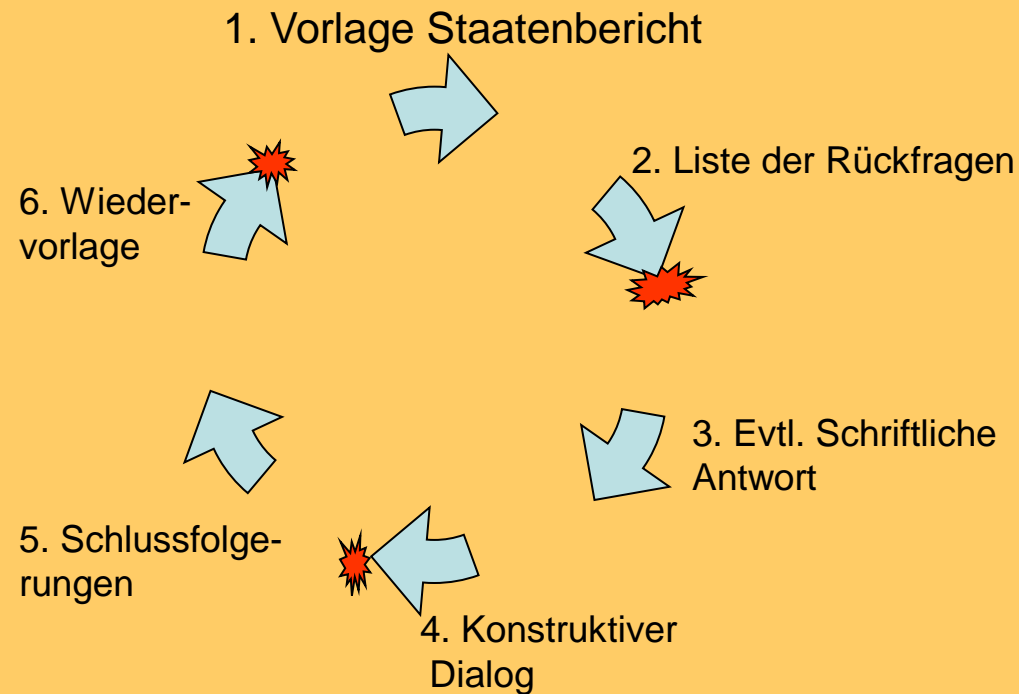 1. Vorlage Staatenbericht
2. Liste der Rückfragen
3. Evtl. Schriftliche
Antwort
4. Konstruktiver
Dialog
5. Schlussfolge-
rungen
6. Wieder-
vorlage